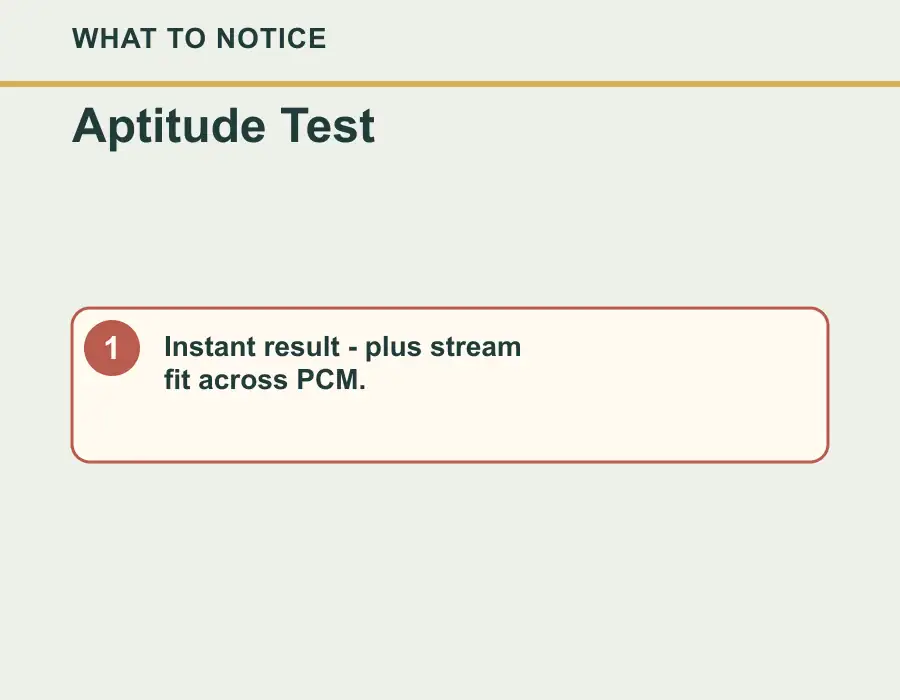 WHAT TO NOTICE
Aptitude Test
1
Instant result - plus stream
fit across PCM.